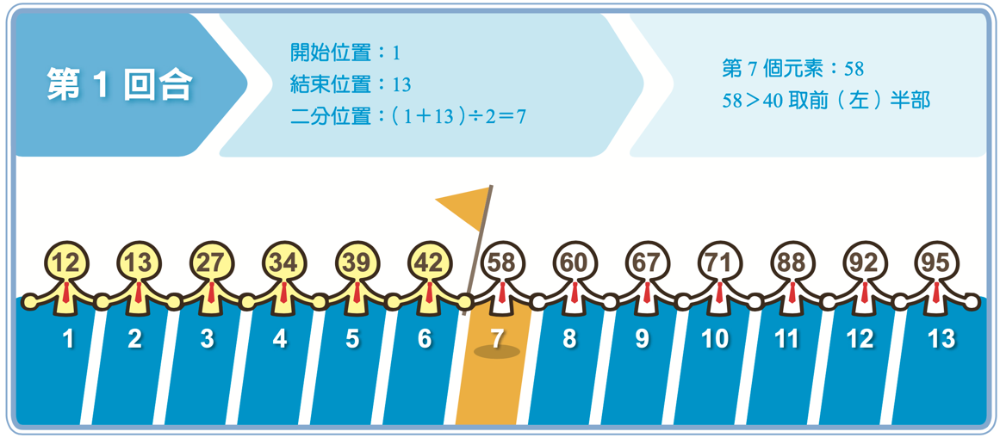 第 1 回合
開始位置：1
結束位置：13
二分位置：（1＋13）÷2＝7
第 7 個元素：58
58＞40 取前（左）半部
12 13 27 34 39 42 58 60 67 71 88 92 95
1 2 3 4 5 6 7 8 9 10 11 12 13